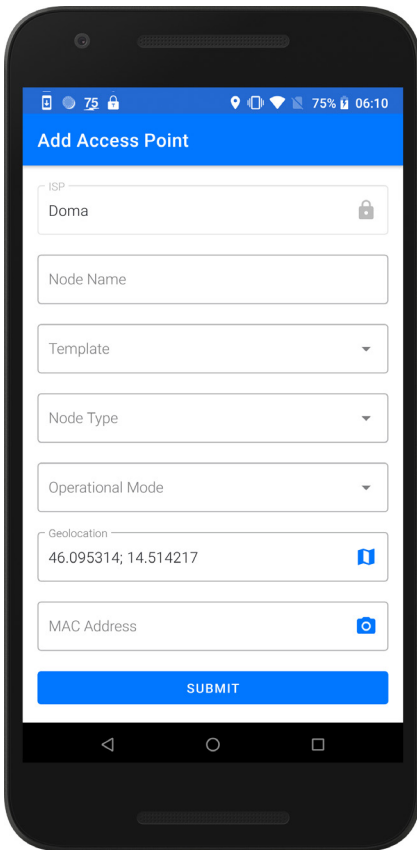 75 75% 06:10
Add Access Point
ISP
Doma
Node Name
Template
Node Type
Operational Mode
Geolocation
46.095314; 14.514217
MAC Address
SUBMIT